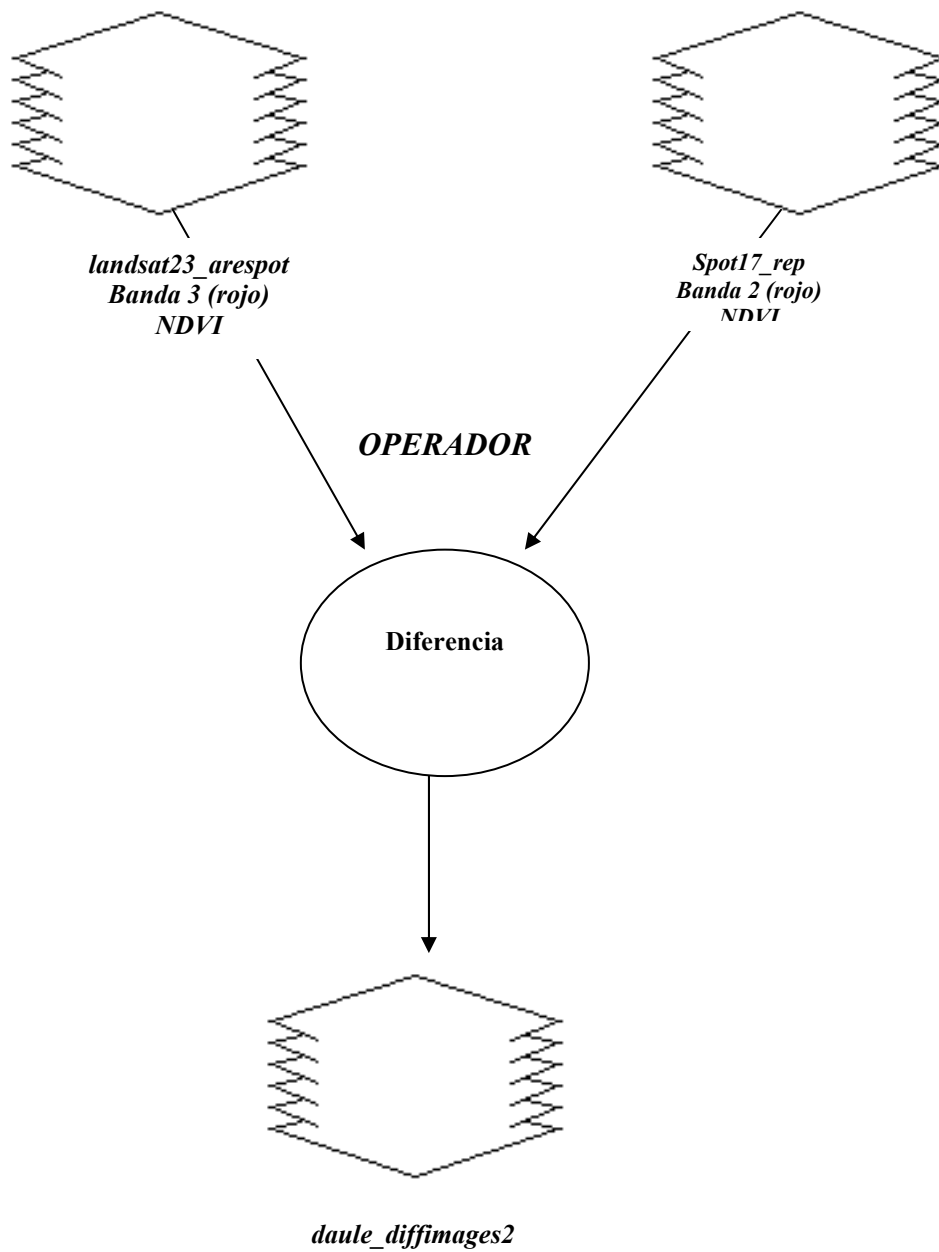 landsat23_arespot
Banda 3 (rojo)
NDVI
Spot17_rep
Banda 2 (rojo)
NDVI
OPERADOR
Diferencia
daule_diffimages2